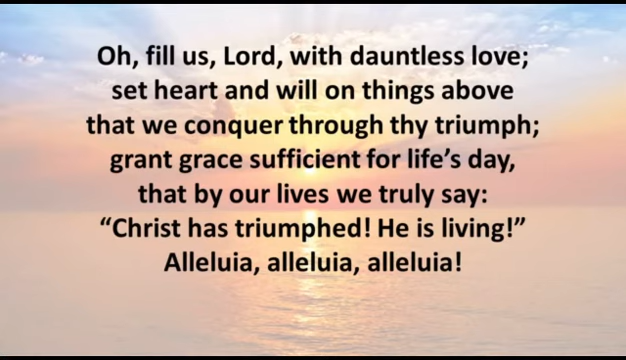 Oh, fill us, Lord, with dauntless love;
set heart and will on things above
that we conquer through thy triumph;
grant grace sufficient for life’s day,
that by our lives we truly say:
“Christ has triumphed! He is living!”
Alleluia, alleluia, alleluia!